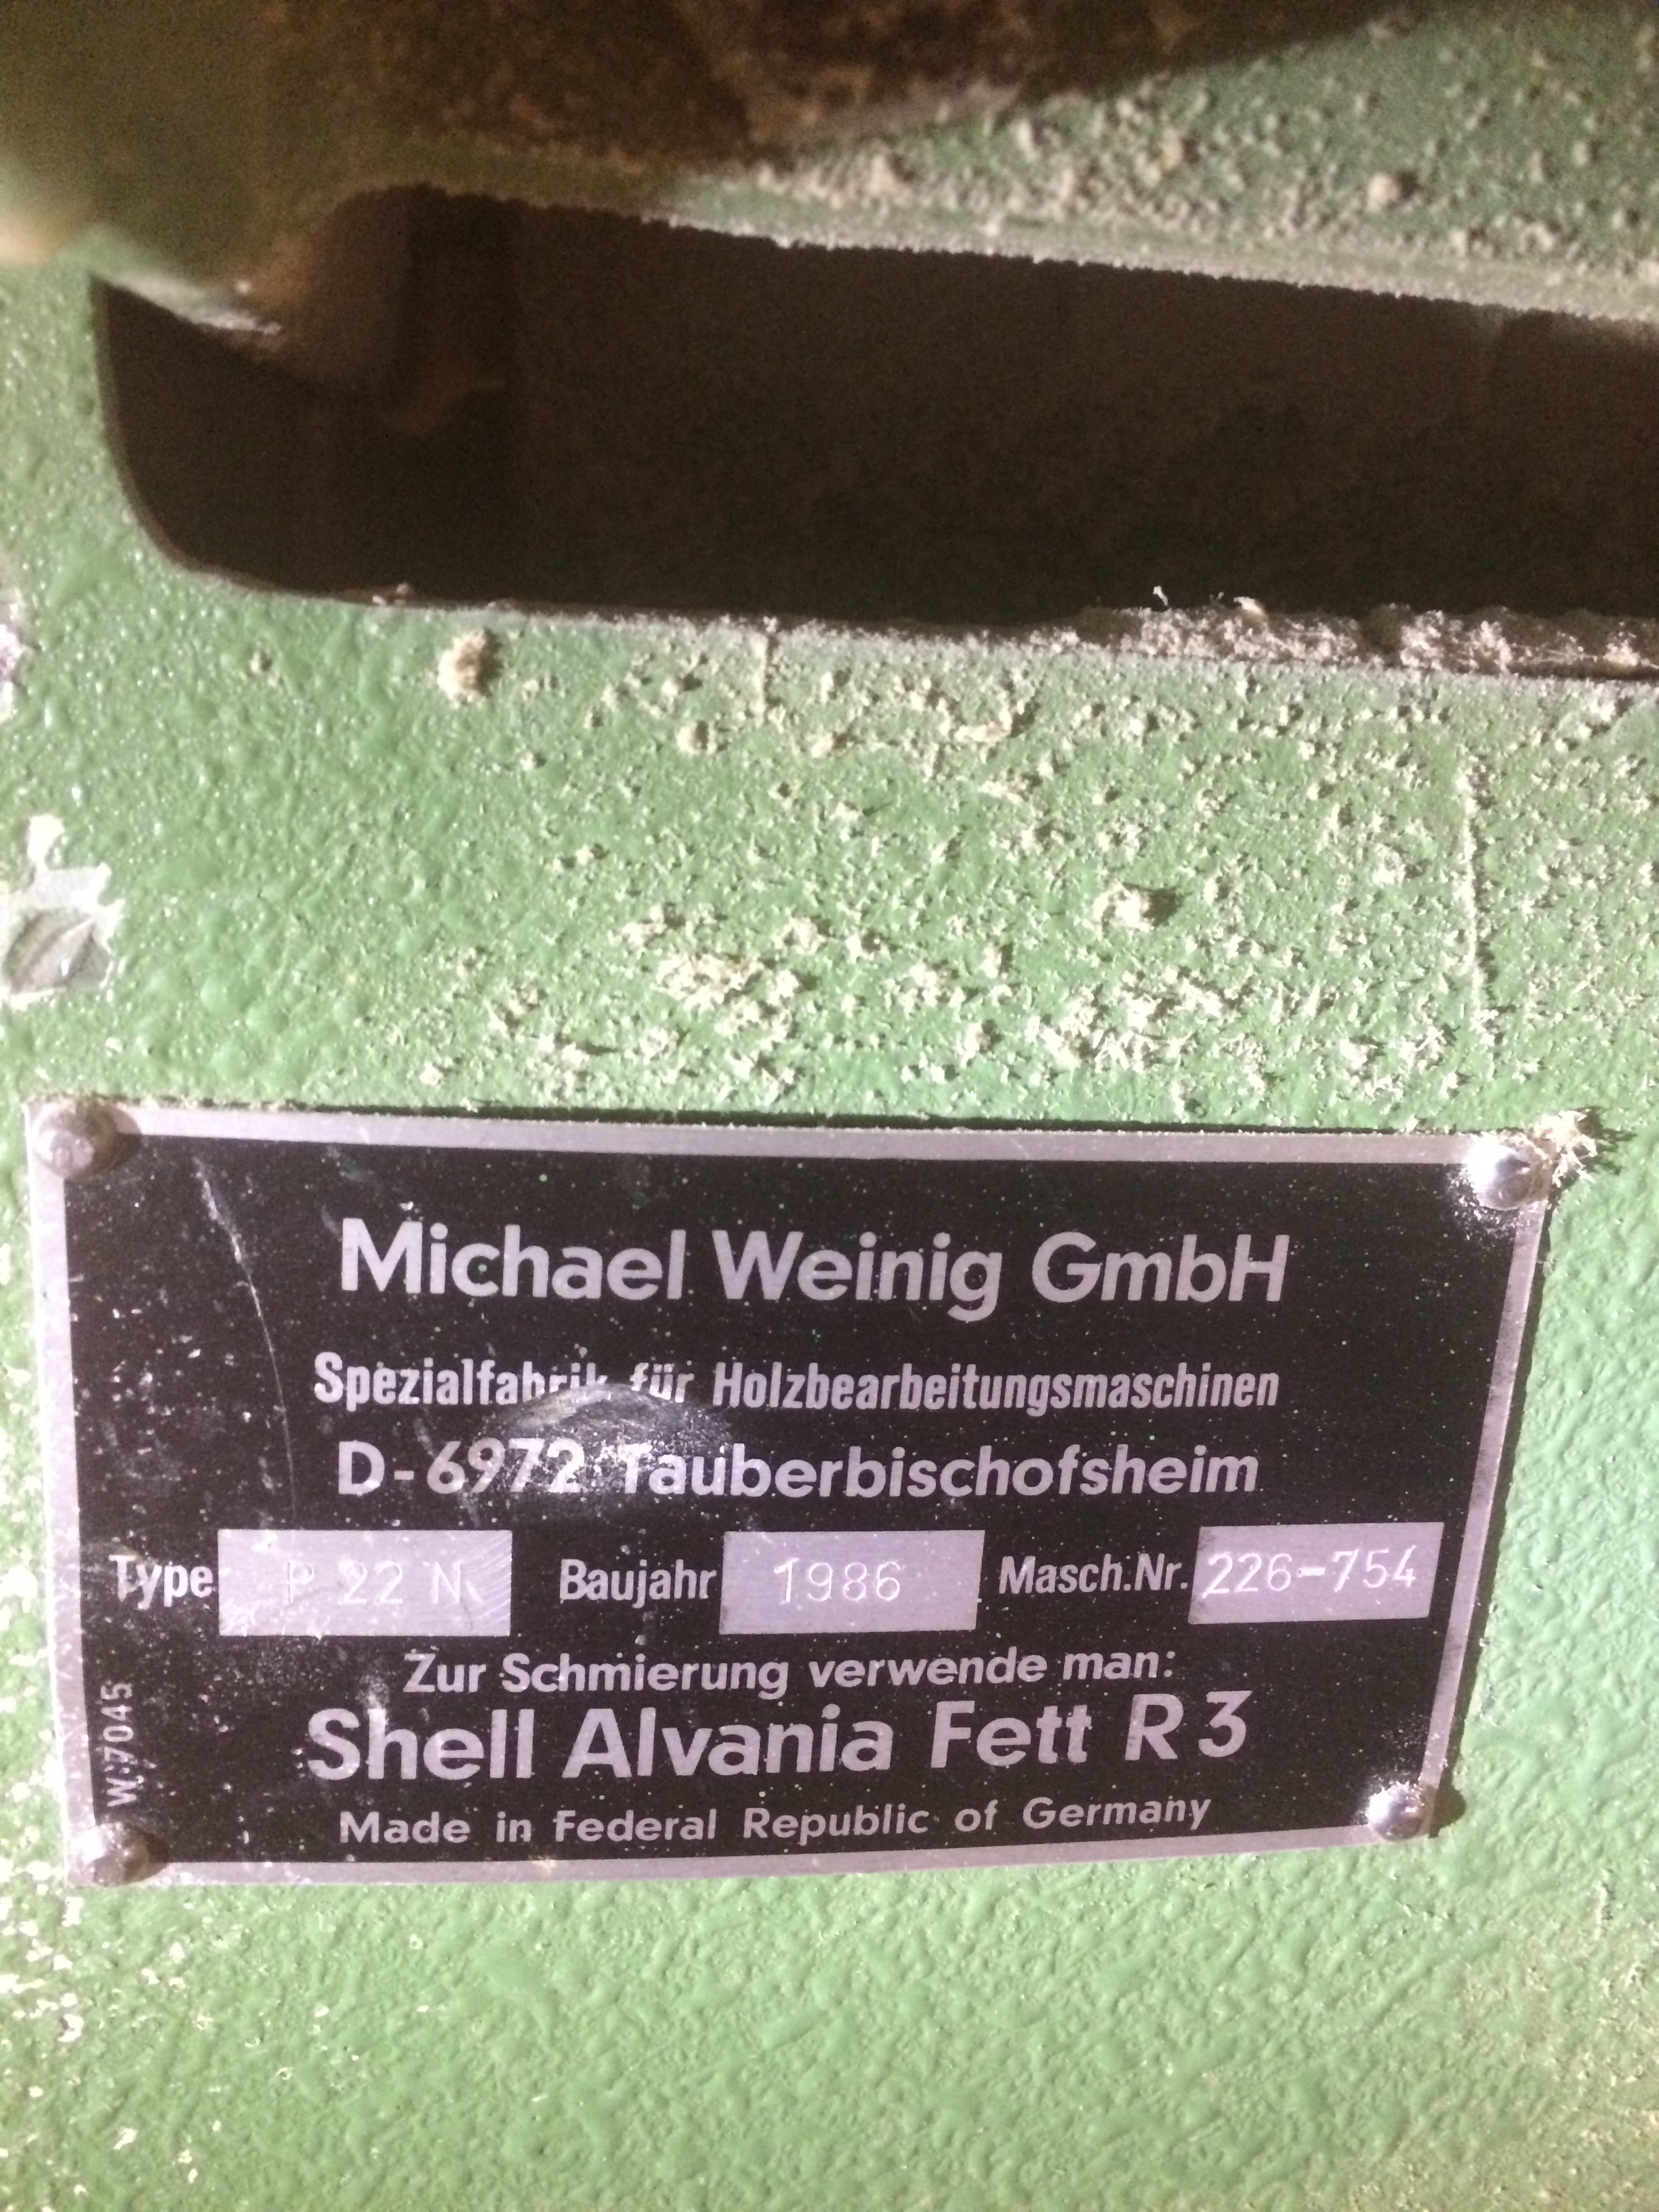 Michael Weinig GmbH
Spezialfabrik für Holzbearbeitungsmaschinen
D-6972 Tauberbischofsheim
Type P 22 N Baujahr 1986 Masch.Nr. 226-754
Zur Schmierung verwende man:
Shell Alvania Fett R 3
Made in Federal Republic of Germany
W.7045